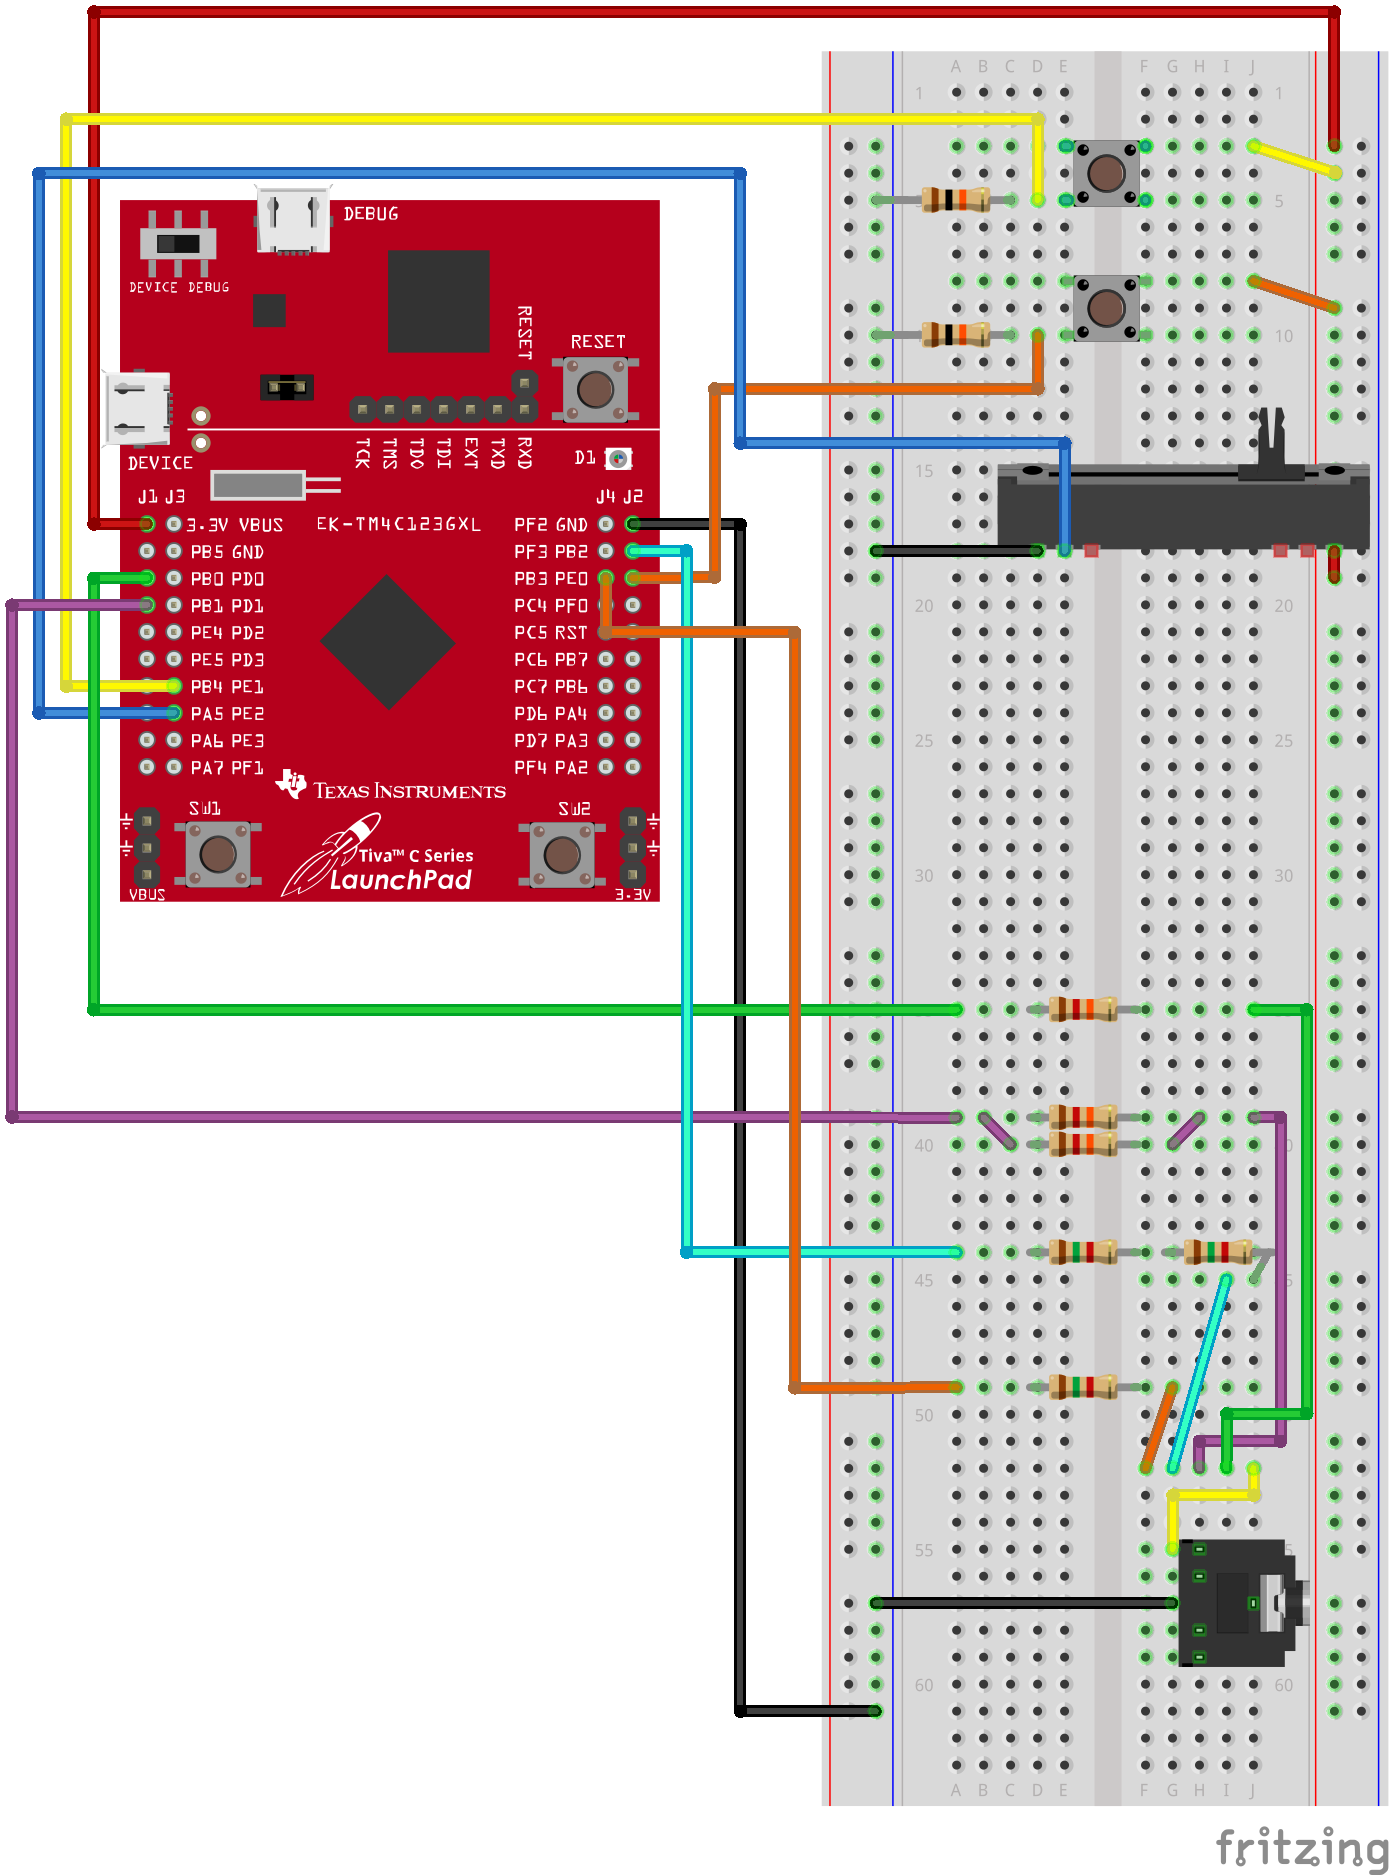 A B C D E F G H I J
1 1
DEBUG
5 5
DEVICE DEBUG
RESET
RESET
10 10
TCK TMS TDO TDI EXT TXD RXD
DEVICE
D1
15
J1 J3 J4 J2
3.3V VBUS EK-TM4C123GXL PF2 GND
PB5 GND PF3 PB2
PB0 PD0 PB3 PE0
PB1 PD1 PC4 PF0
20 20
PE4 PD2 PC5 RST
PE5 PD3 PC6 PB7
PB4 PE1 PC7 PB6
PA5 PE2 PD6 PA4
PA6 PE3 PD7 PA3
25 25
PA7 PF1 PF4 PA2
TEXAS INSTRUMENTS
SW1 SW2
Tiva™ C Series
LaunchPad
30 30
VBUS 3.3V
40 0
45 5
50
55 5
60 60
A B C D E F G H I J
fritzing